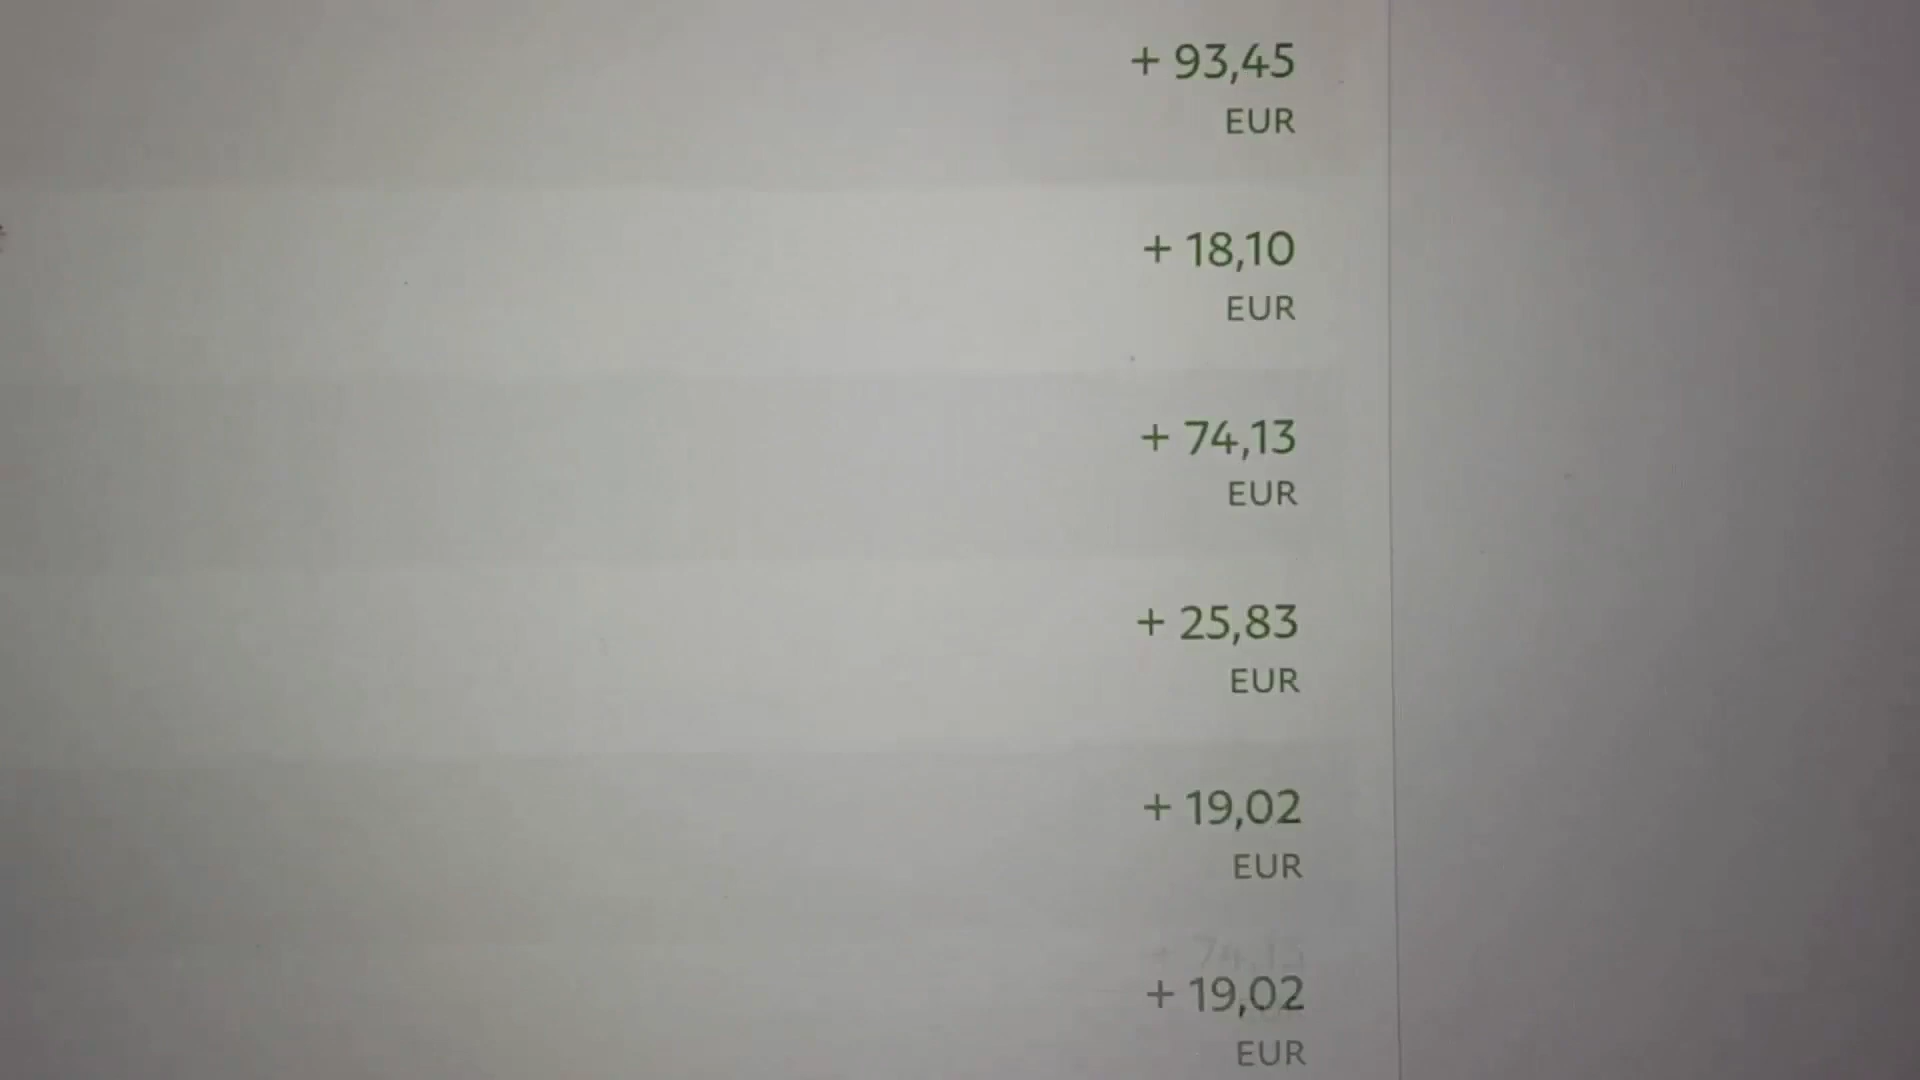 + 93,45
EUR
+ 18,10
EUR
+ 74,13
EUR
+ 25,83
EUR
+ 19,02
EUR
+ 19,02
EUR